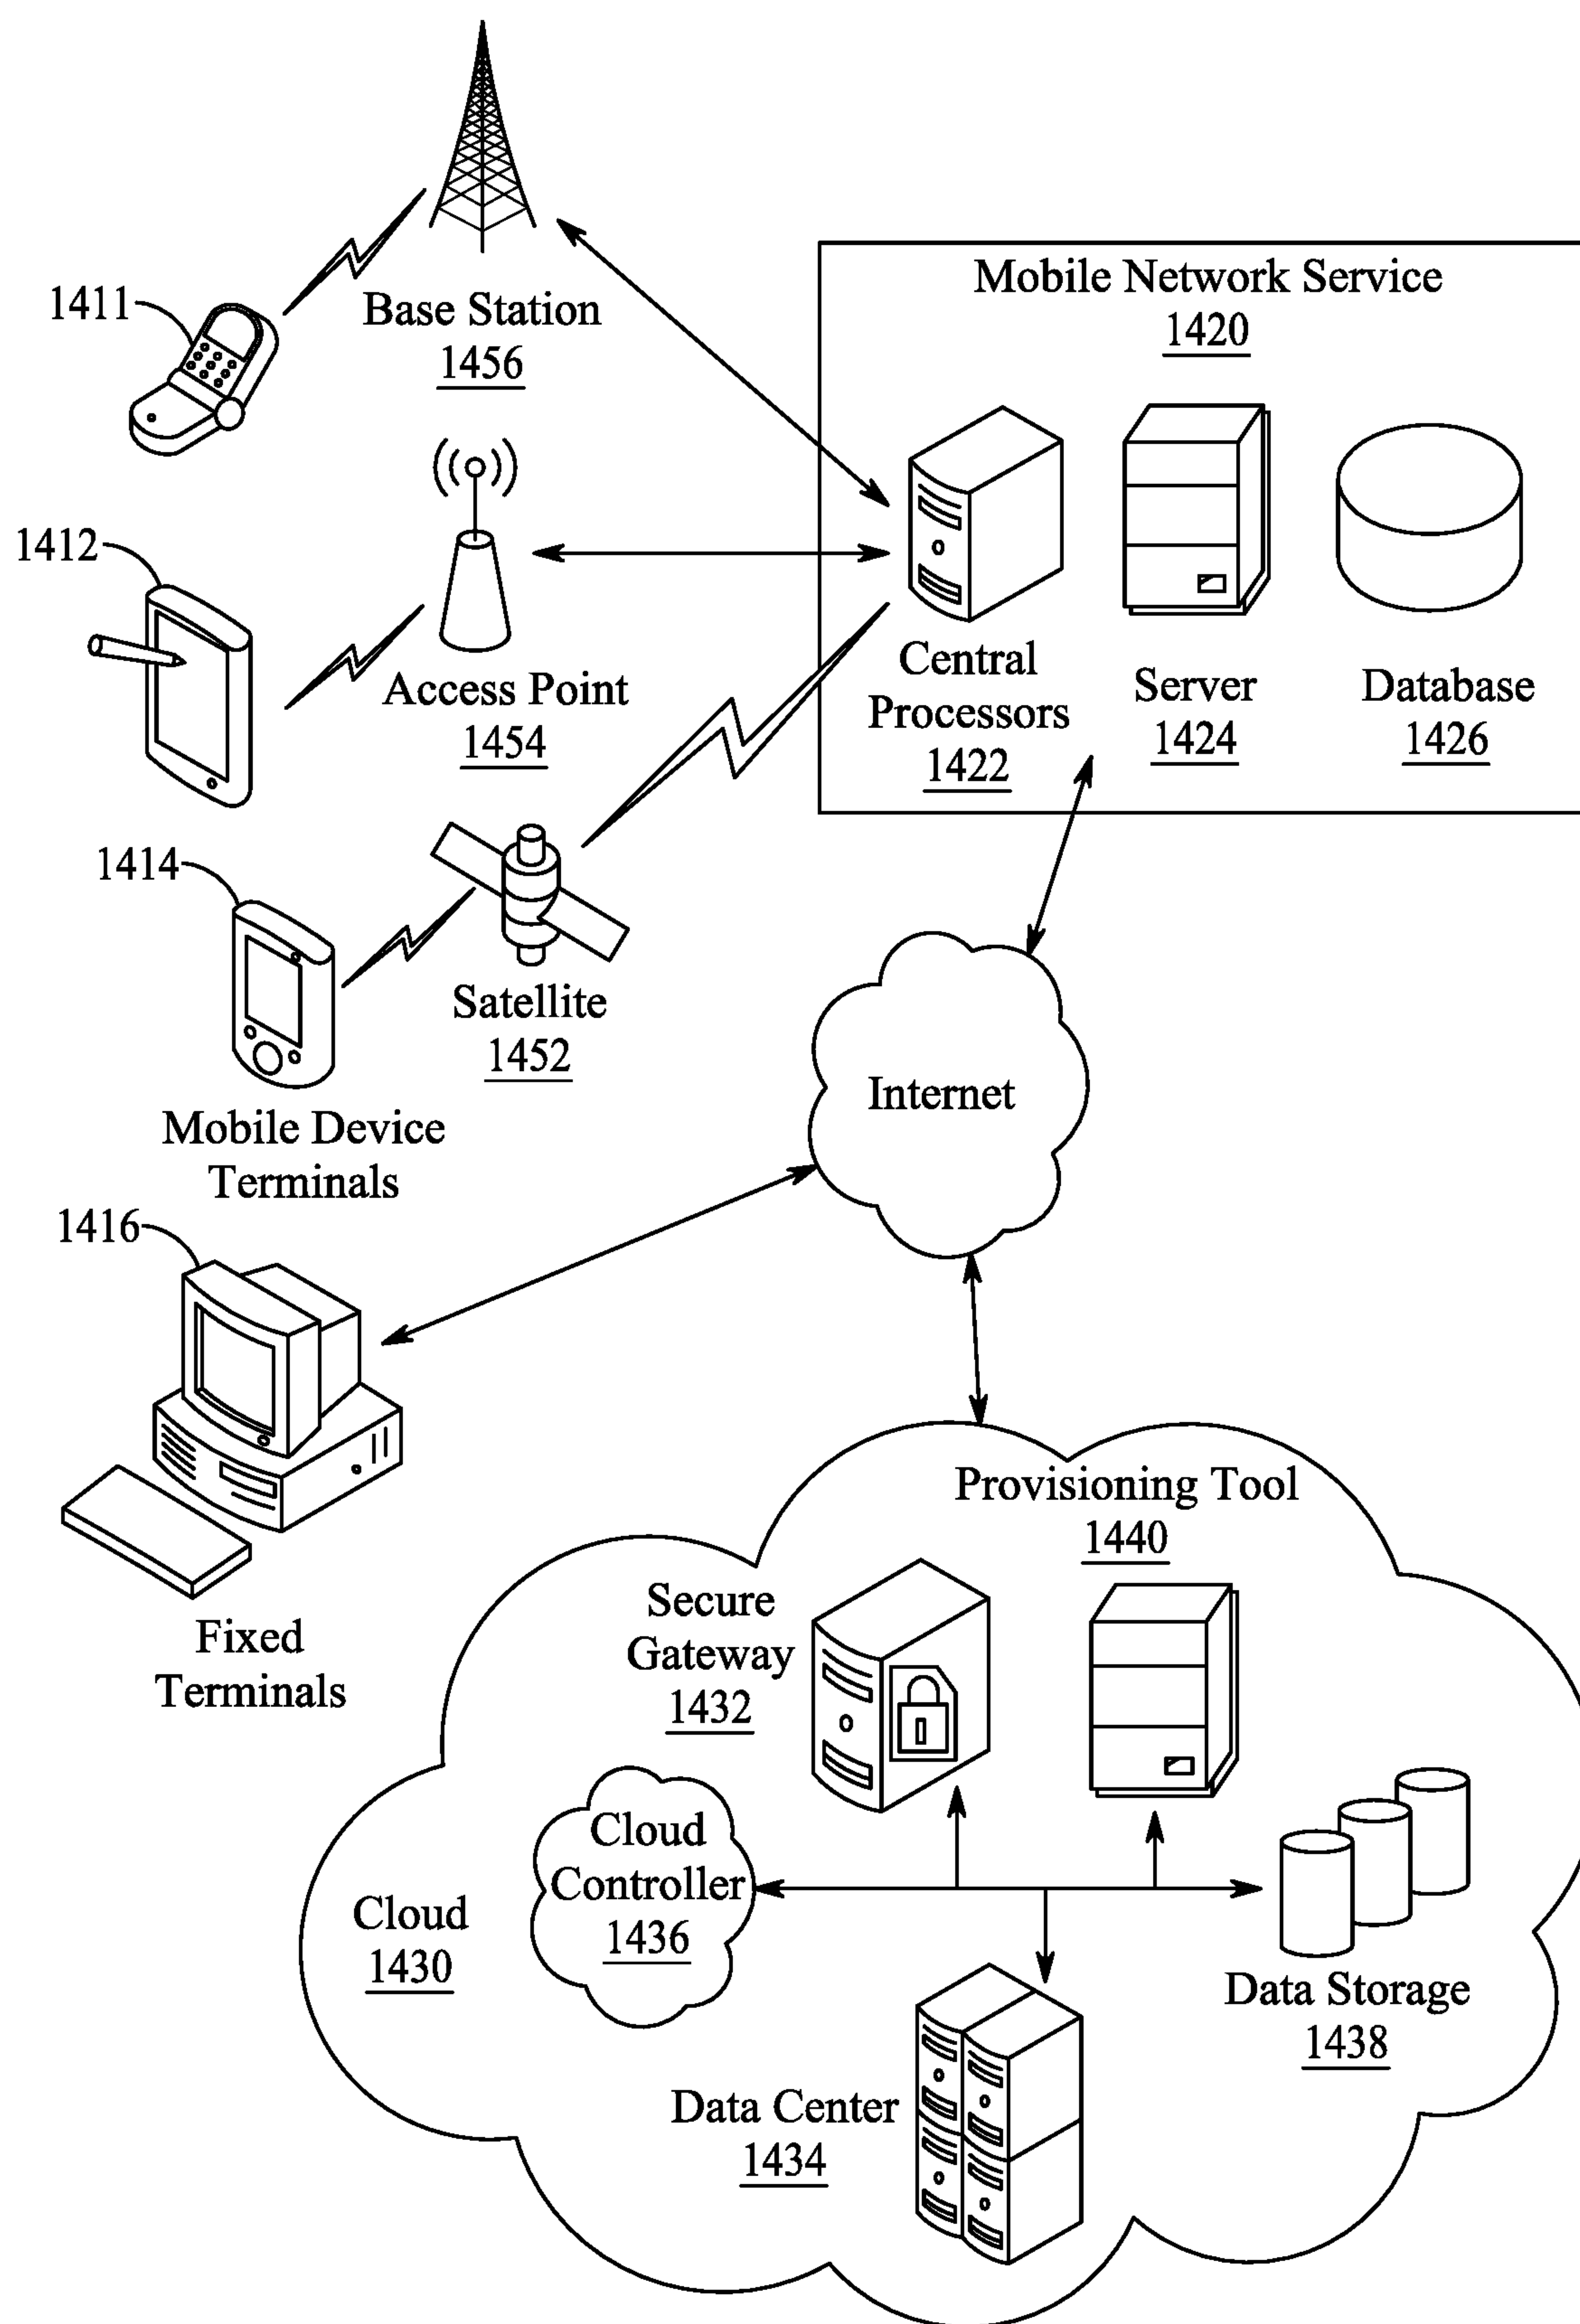 1411
Base Station
1456
Mobile Network Service
1420
1412
Access Point
1454
Central
Processors
1422
Server
1424
Database
1426
1414
Satellite
1452
Mobile Device
Terminals
Internet
1416
Fixed
Terminals
Provisioning Tool
1440
Secure
Gateway
1432
Cloud
Controller
1436
Cloud
1430
Data Storage
1438
Data Center
1434